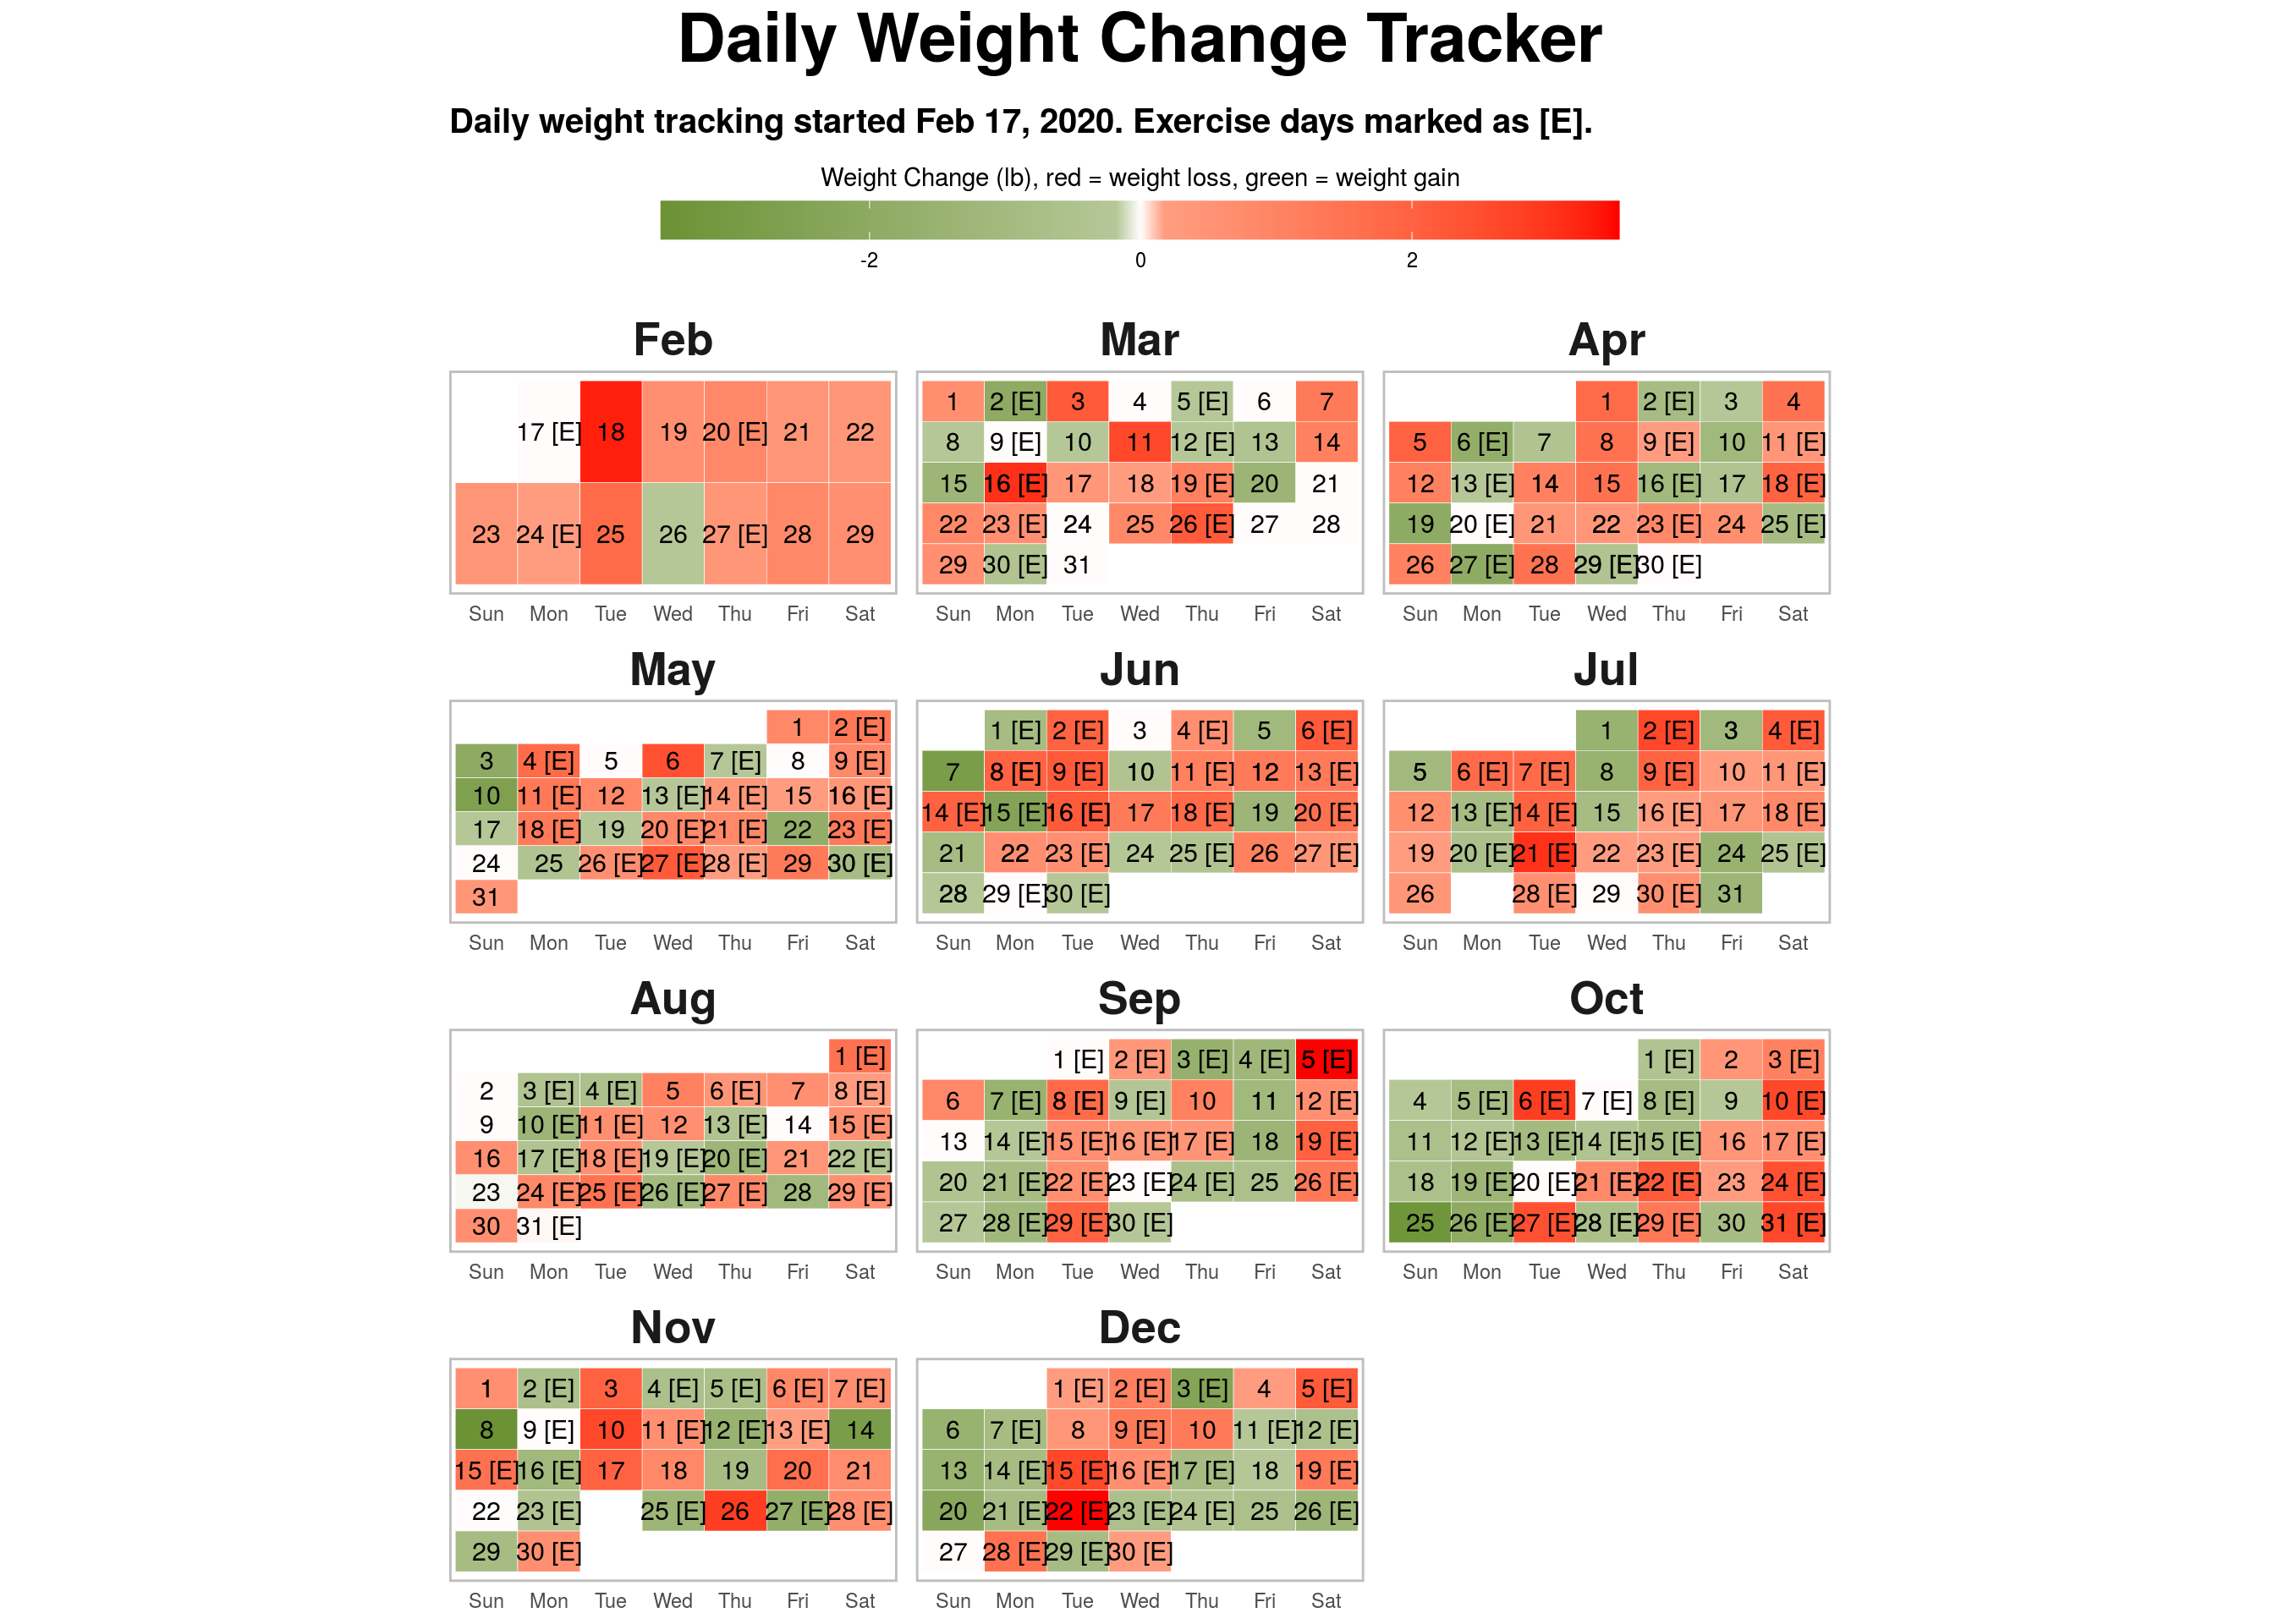 Daily Weight Change Tracker
Daily weight tracking started Feb 17, 2020. Exercise days marked as [E].
Weight Change (lb), red = weight loss, green = weight gain
-2 0 2
Feb Mar Apr
17 [E] 18 19 20 [E] 21 22
23 24 [E] 25 26 27 [E] 28 29
1 2 [E] 3 4 5 [E] 6 7
8 9 [E] 10 11 12 [E] 13 14
15 16 [E] 17 18 19 [E] 20 21
22 23 [E] 24 25 26 [E] 27 28
29 30 [E] 31
1 2 [E] 3 4
5 6 [E] 7 8 9 [E] 10 11 [E]
12 13 [E] 14 15 16 [E] 17 18 [E]
19 20 [E] 21 22 23 [E] 24 25 [E]
26 27 [E] 28 29 [E] 30 [E]
Sun Mon Tue Wed Thu Fri Sat Sun Mon Tue Wed Thu Fri Sat Sun Mon Tue Wed Thu Fri Sat
May Jun Jul
1 2 [E]
3 4 [E] 5 6 7 [E] 8 9 [E]
10 11 [E] 12 13 [E] 14 [E] 15 16 [E]
17 18 [E] 19 20 [E] 21 [E] 22 23 [E]
24 25 26 [E] 27 [E] 28 [E] 29 30 [E]
31
1 [E] 2 [E] 3 4 [E] 5 6 [E]
7 8 [E] 9 [E] 10 11 [E] 12 13 [E]
14 [E] 15 [E] 16 [E] 17 18 [E] 19 20 [E]
21 22 23 [E] 24 25 [E] 26 27 [E]
28 29 [E] 30 [E]
1 2 [E] 3 4 [E]
5 6 [E] 7 [E] 8 9 [E] 10 11 [E]
12 13 [E] 14 [E] 15 16 [E] 17 18 [E]
19 20 [E] 21 [E] 22 23 [E] 24 25 [E]
26 28 [E] 29 30 [E] 31
Sun Mon Tue Wed Thu Fri Sat Sun Mon Tue Wed Thu Fri Sat Sun Mon Tue Wed Thu Fri Sat
Aug Sep Oct
1 [E]
2 3 [E] 4 [E] 5 6 [E] 7 8 [E]
9 10 [E] 11 [E] 12 13 [E] 14 15 [E]
16 17 [E] 18 [E] 19 [E] 20 [E] 21 22 [E]
23 24 [E] 25 [E] 26 [E] 27 [E] 28 29 [E]
30 31 [E]
1 [E] 2 [E] 3 [E] 4 [E] 5 [E]
6 7 [E] 8 [E] 9 [E] 10 11 12 [E]
13 14 [E] 15 [E] 16 [E] 17 [E] 18 19 [E]
20 21 [E] 22 [E] 23 [E] 24 [E] 25 26 [E]
27 28 [E] 29 [E] 30 [E]
1 [E] 2 3 [E]
4 5 [E] 6 [E] 7 [E] 8 [E] 9 10 [E]
11 12 [E] 13 [E] 14 [E] 15 [E] 16 17 [E]
18 19 [E] 20 [E] 21 [E] 22 [E] 23 24 [E]
25 26 [E] 27 [E] 28 [E] 29 [E] 30 31 [E]
Sun Mon Tue Wed Thu Fri Sat Sun Mon Tue Wed Thu Fri Sat Sun Mon Tue Wed Thu Fri Sat
Nov Dec
1 2 [E] 3 4 [E] 5 [E] 6 [E] 7 [E]
8 9 [E] 10 11 [E] 12 [E] 13 [E] 14
15 [E] 16 [E] 17 18 19 20 21
22 23 [E] 25 [E] 26 27 [E] 28 [E]
29 30 [E]
1 [E] 2 [E] 3 [E] 4 5 [E]
6 7 [E] 8 9 [E] 10 11 [E] 12 [E]
13 14 [E] 15 [E] 16 [E] 17 [E] 18 19 [E]
20 21 [E] 22 [E] 23 [E] 24 [E] 25 26 [E]
27 28 [E] 29 [E] 30 [E]
Sun Mon Tue Wed Thu Fri Sat Sun Mon Tue Wed Thu Fri Sat